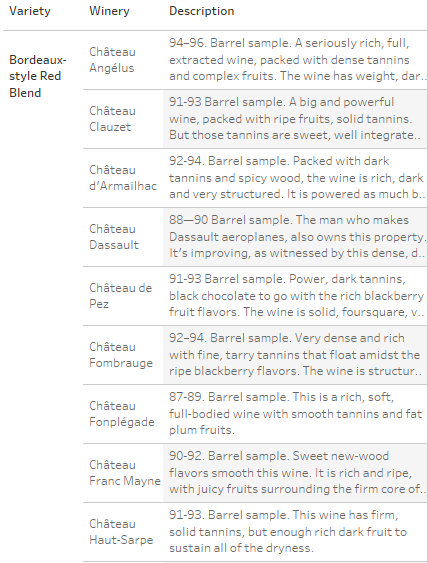 Variety Winery Description
Bordeaux-
style Red
Blend
Château
Angélus
94–96. Barrel sample. A seriously rich, full,
extracted wine, packed with dense tannins
and complex fruits. The wine has weight, dar..
Château
Clauzet
91-93 Barrel sample. A big and powerful
wine, packed with ripe fruits, solid tannins.
But those tannins are sweet, well integrate..
Château
d’Armailhac
92-94. Barrel sample. Packed with dark
tannins and spicy wood, the wine is rich, dark
and very structured. It is powered as much b..
Château
Dassault
88—90 Barrel sample. The man who makes
Dassault aeroplanes, also owns this property.
It’s improving, as witnessed by this dense, d..
Château de
Pez
91-93 Barrel sample. Power, dark tannins,
black chocolate to go with the rich blackberry
fruit flavors. The wine is solid, foursquare, v..
Château
Fombrauge
92–94. Barrel sample. Very dense and rich
with fine, tarry tannins that float amidst the
ripe blackberry flavors. The wine is structur..
Château
Fonplégade
87-89. Barrel sample. This is a rich, soft,
full-bodied wine with smooth tannins and fat
plum fruits.
Château
Franc Mayne
90-92. Barrel sample. Sweet new-wood
flavors smooth this wine. It is rich and ripe,
with juicy fruits surrounding the firm core of..
Château
Haut-Sarpe
91-93. Barrel sample. This wine has firm,
solid tannins, but enough rich dark fruit to
sustain all of the dryness.